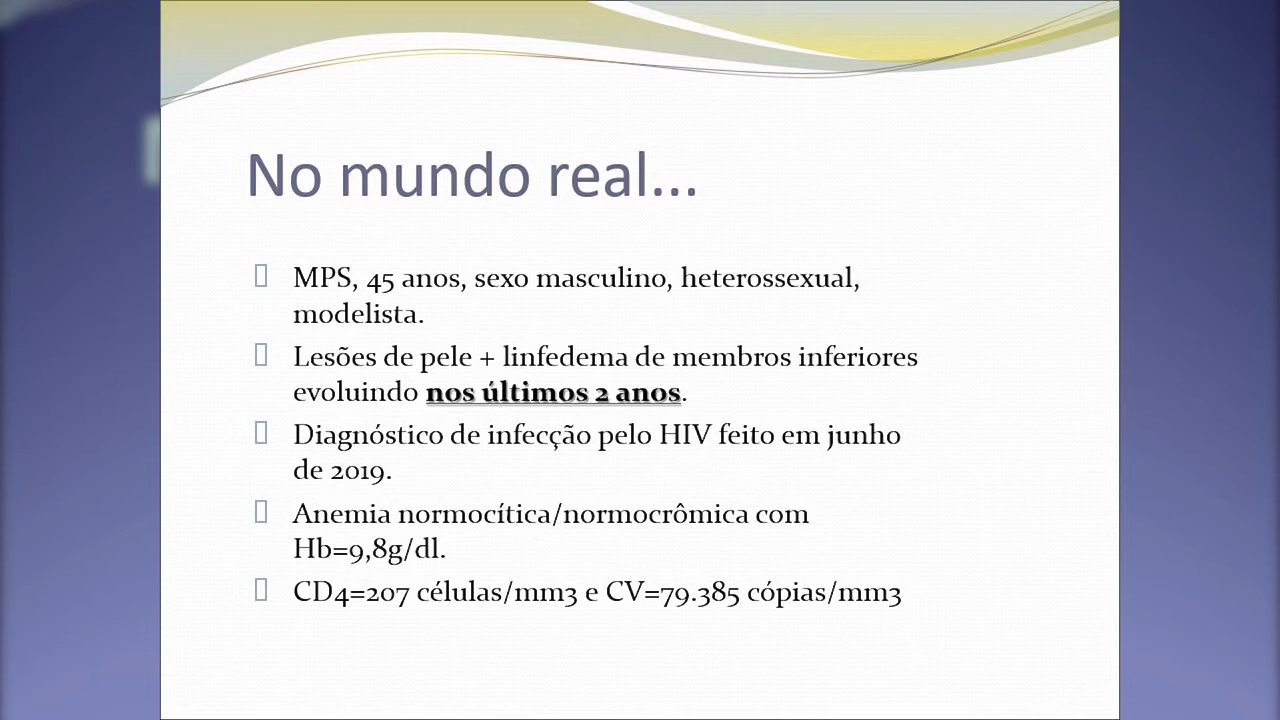 No mundo real...
MPS, 45 anos, sexo masculino, heterossexual,
modelista.
Lesões de pele + linfedema de membros inferiores
evoluindo nos últimos 2 anos.
Diagnóstico de infecção pelo HIV feito em junho
de 2019.
Anemia normocítica/normocrômica com
Hb=9,8g/dl.
CD4=207 células/mm3 e CV=79.385 cópias/mm3